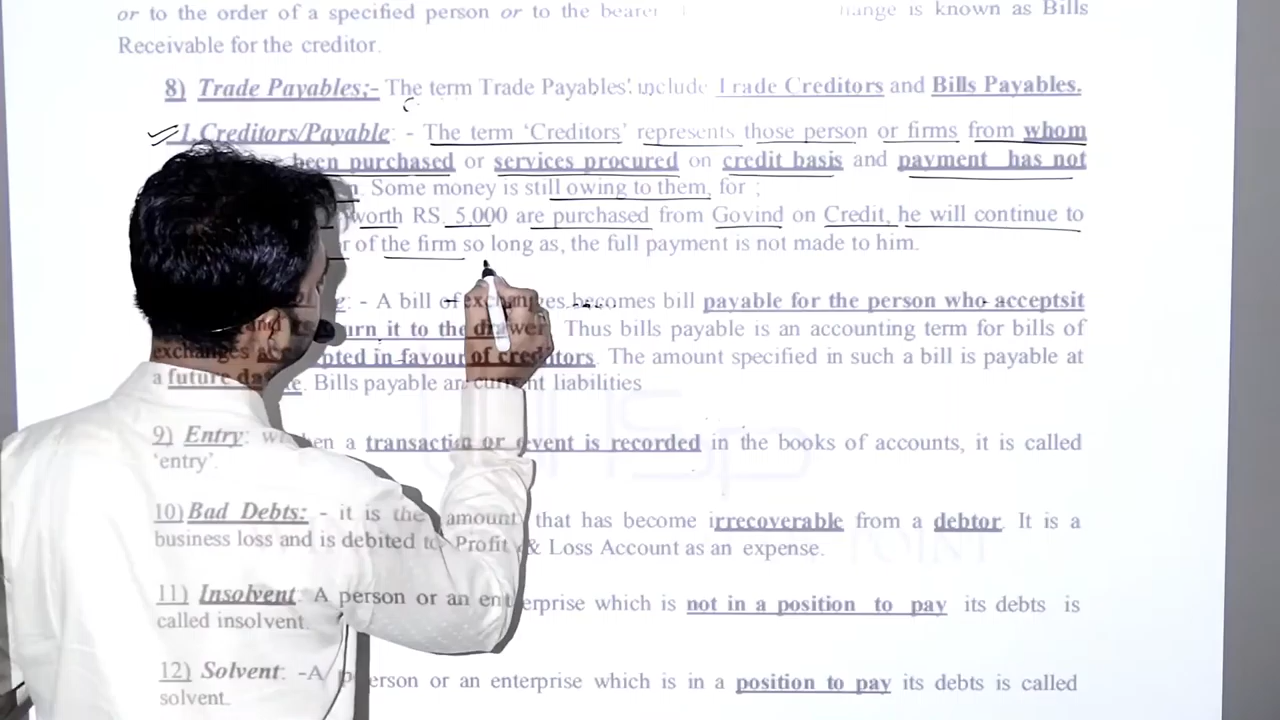 or to the order of a specified person or to the bearer hange is known as Bills
Receivable for the creditor.
8) Trade Payables;- The term Trade Payables' include Trade Creditors and Bills Payables.
1.Creditors/Payable: - The term ‘Creditors’ represents those person or firms from whom
been purchased or services procured on credit basis and payment has not
. Some money is still owing to them, for ;
worth RS. 5,000 are purchased from Govind on Credit, he will continue to
of the firm so long as, the full payment is not made to him.
: - A bill of exchanges becomes bill payable for the person who acceptsit
and urn it to the drawer. Thus bills payable is an accounting term for bills of
exchanges accepted in favour of creditors. The amount specified in such a bill is payable at
a future date. Bills payable are current liabilities
9) Entry: when a transaction or event is recorded in the books of accounts, it is called
‘entry’.
10) Bad Debts: - it is the amount that has become irrecoverable from a debtor. It is a
business loss and is debited to Profit & Loss Account as an expense.
11) Insolvent: A person or an enterprise which is not in a position to pay its debts is
called insolvent.
12) Solvent: -A person or an enterprise which is in a position to pay its debts is called
solvent.